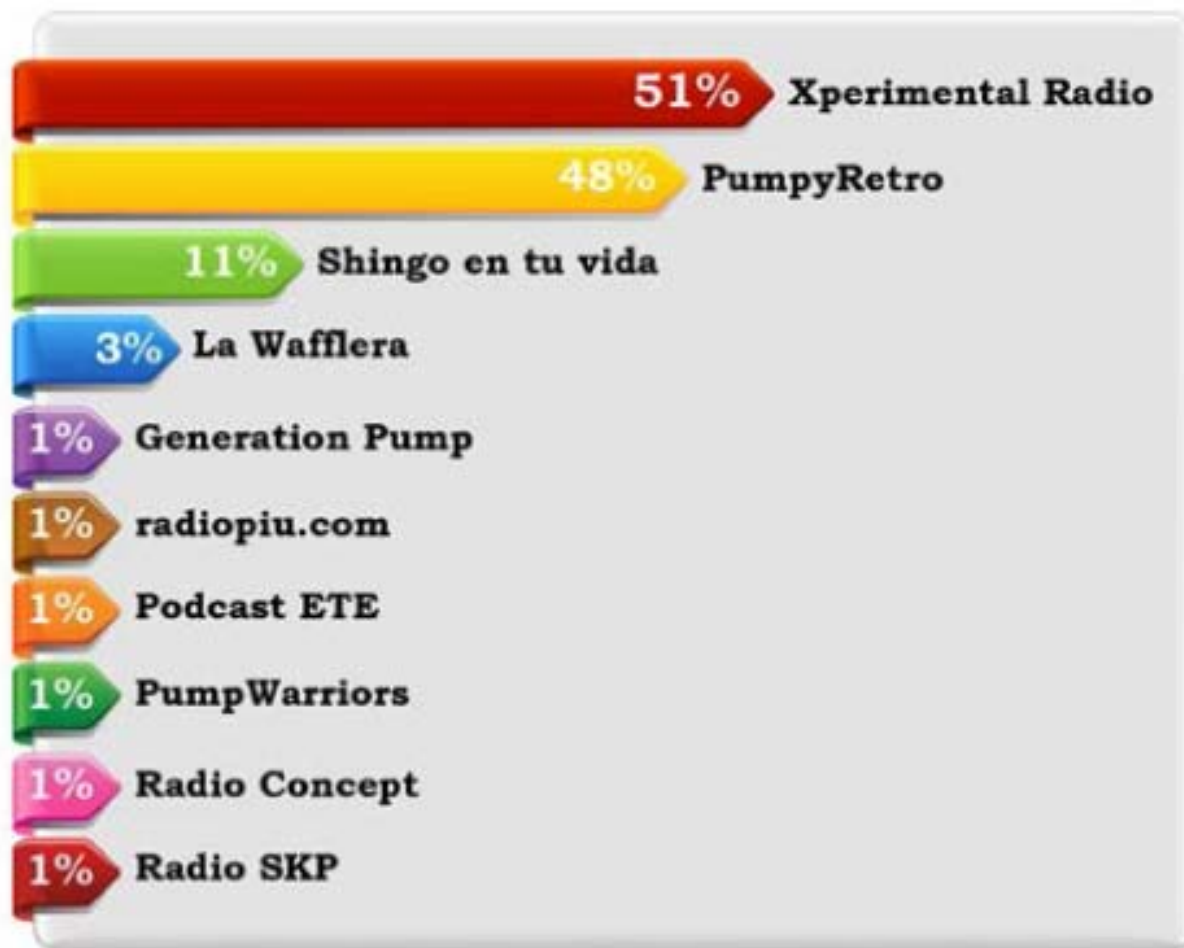 51% Xperimental Radio
48% PumpyRetro
11% Shingo en tu vida
3% La Wafflera
1% Generation Pump
1% radiopiu.com
1% Podcast ETE
1% PumpWarriors
1% Radio Concept
1% Radio SKP